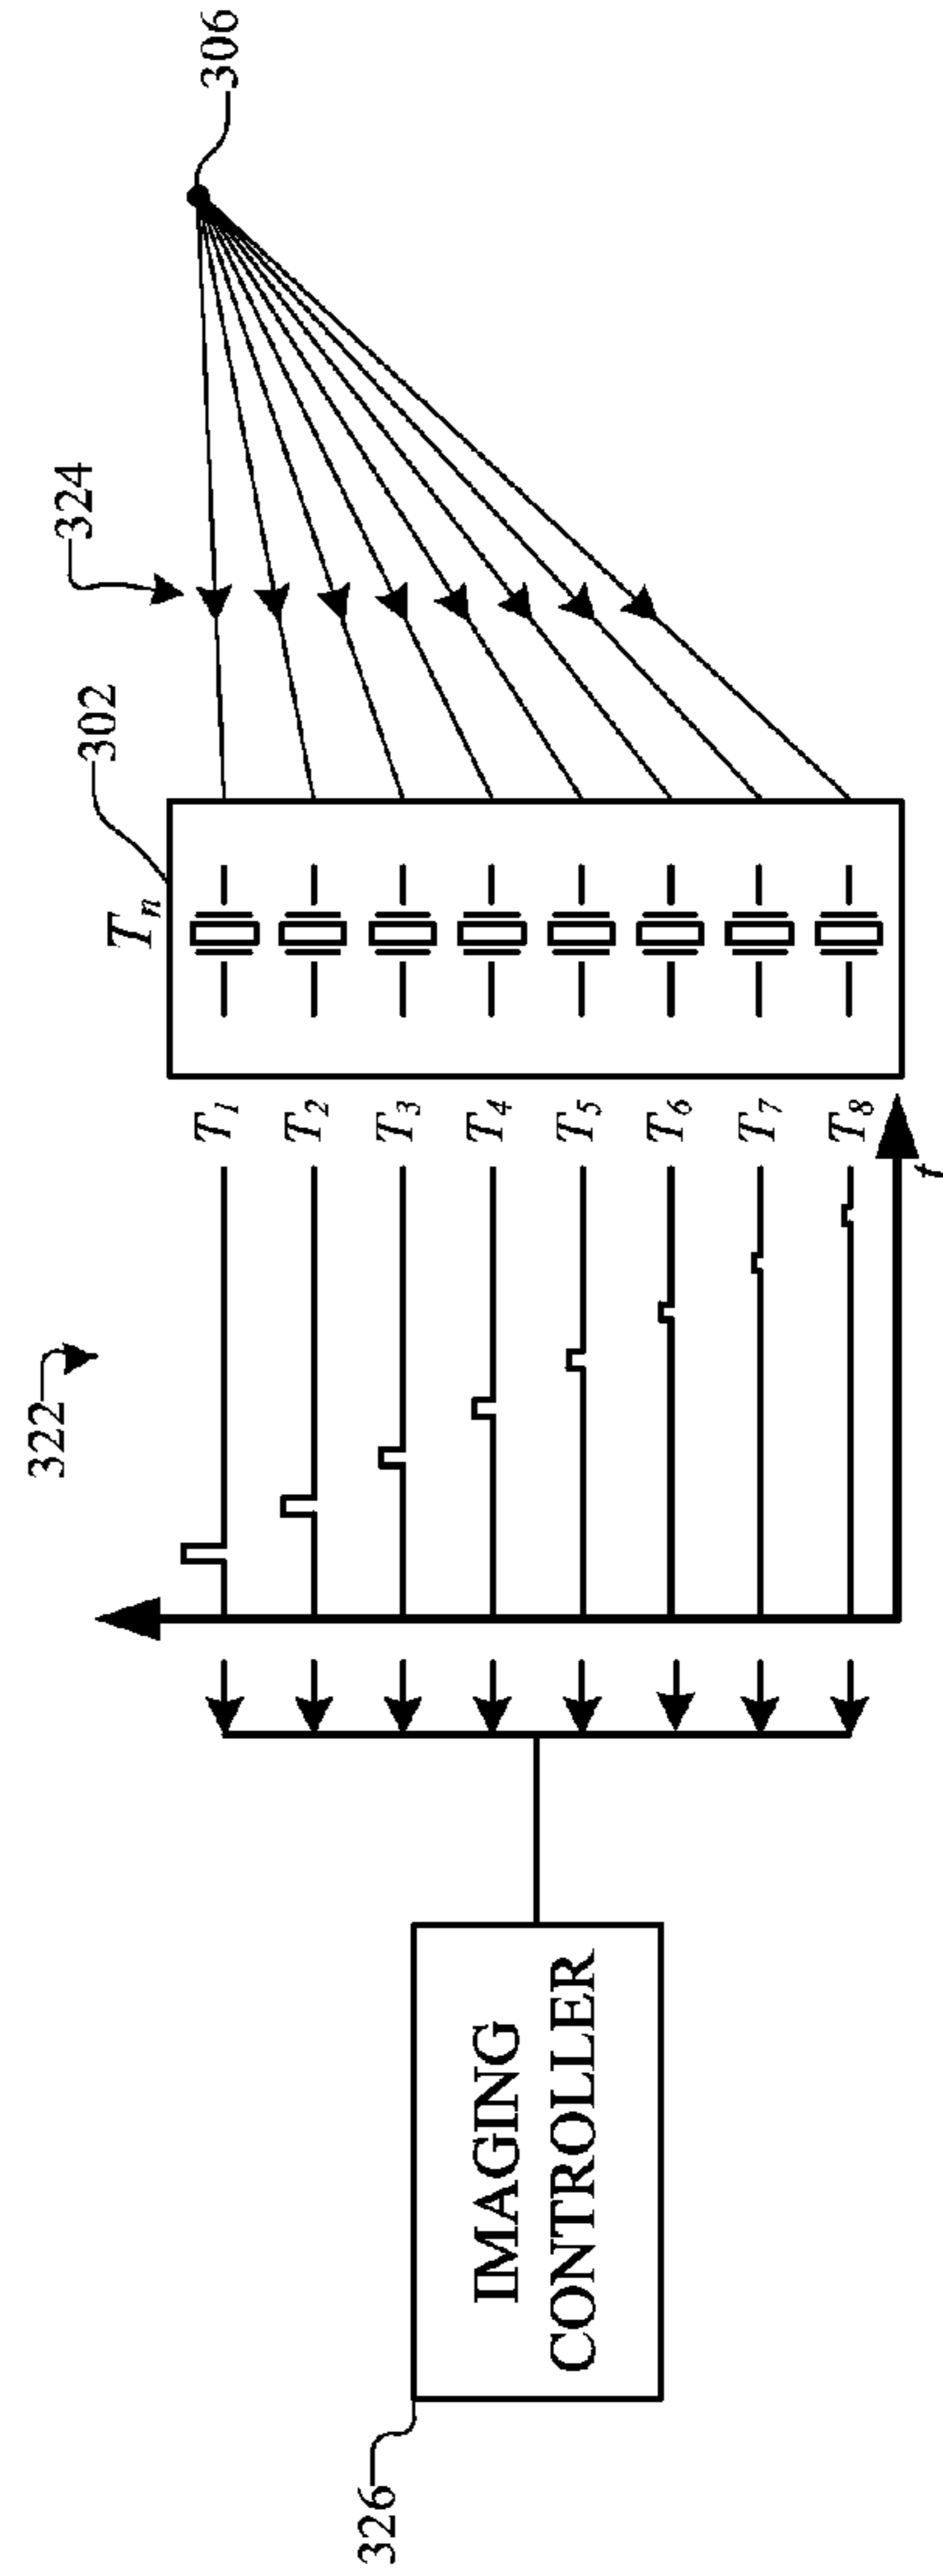 326
IMAGING
CONTROLLER
322
T1
T2
T3
T4
T5
T6
T7
T8
t
Tn
302
324
306